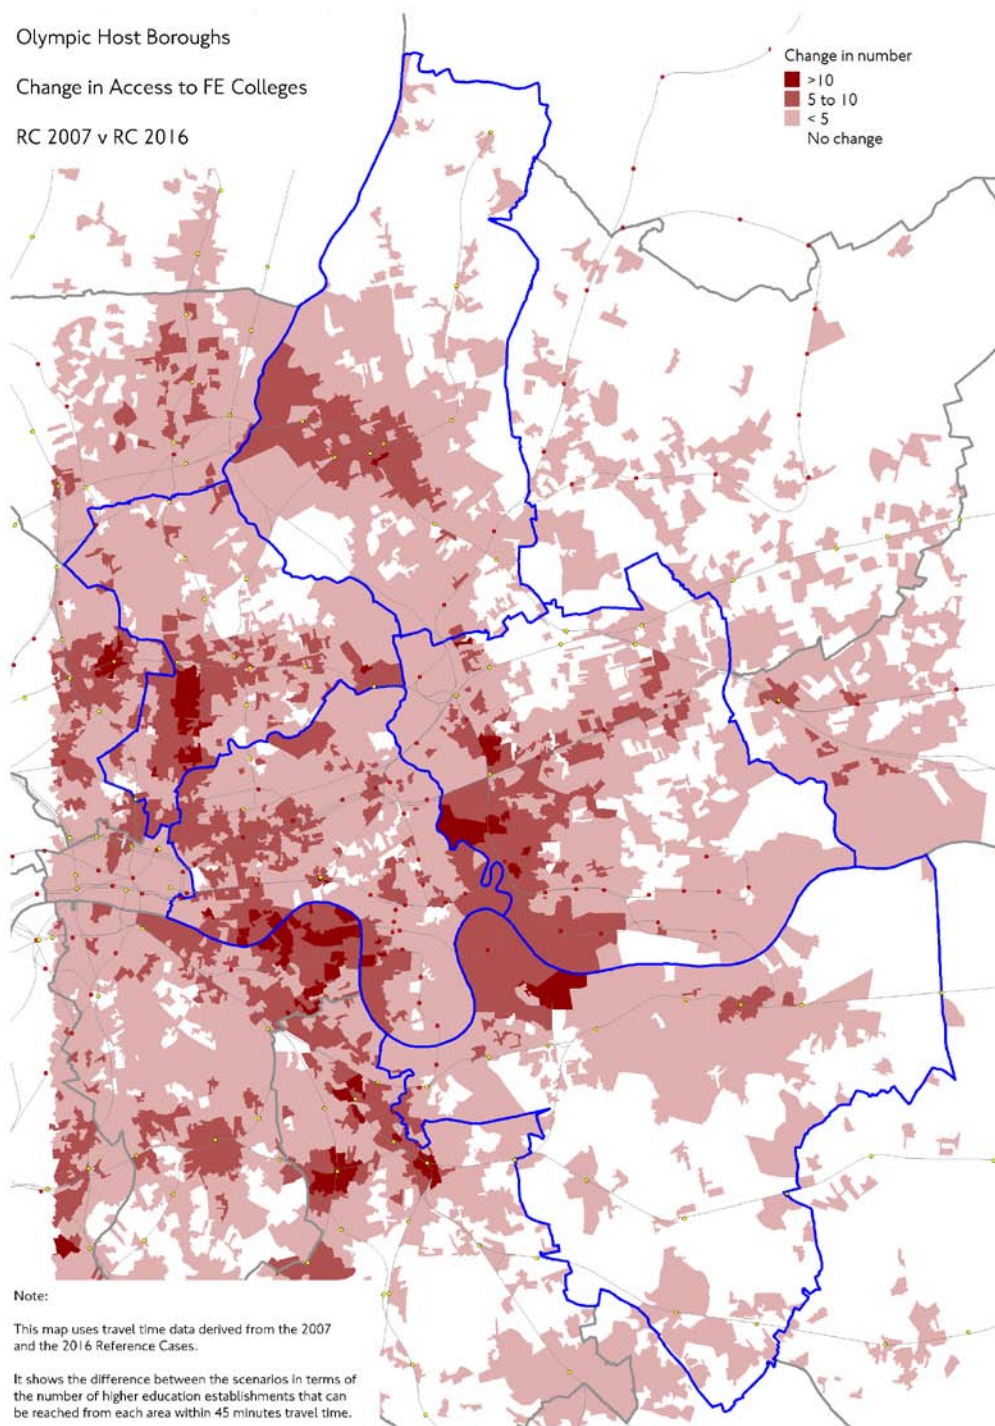 Olympic Host Boroughs
Change in Access to FE Colleges
RC 2007 v RC 2016
Change in number
>10
5 to 10
< 5
No change
Note:
This map uses travel time data derived from the 2007
and the 2016 Reference Cases.
It shows the difference between the scenarios in terms of
the number of higher education establishments that can
be reached from each area within 45 minutes travel time.